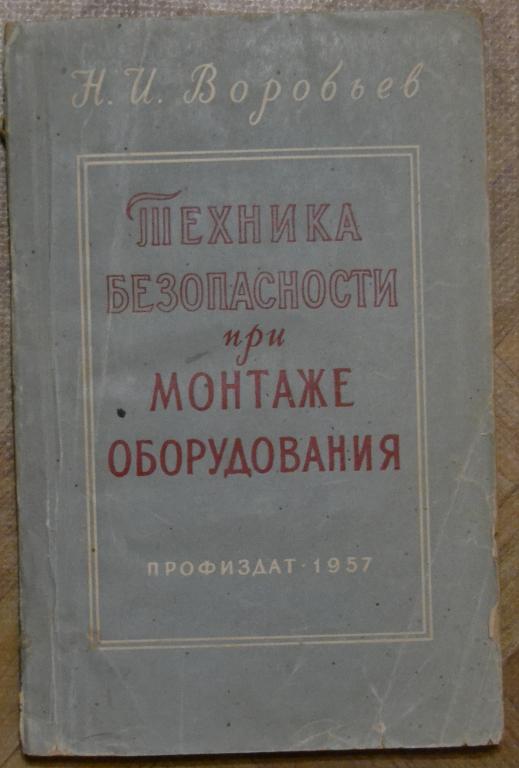 Н. И. Воробьев
ТЕХНИКА
БЕЗОПАСНОСТИ
при
МОНТАЖЕ
ОБОРУДОВАНИЯ
ПРОФИЗДАТ · 1957